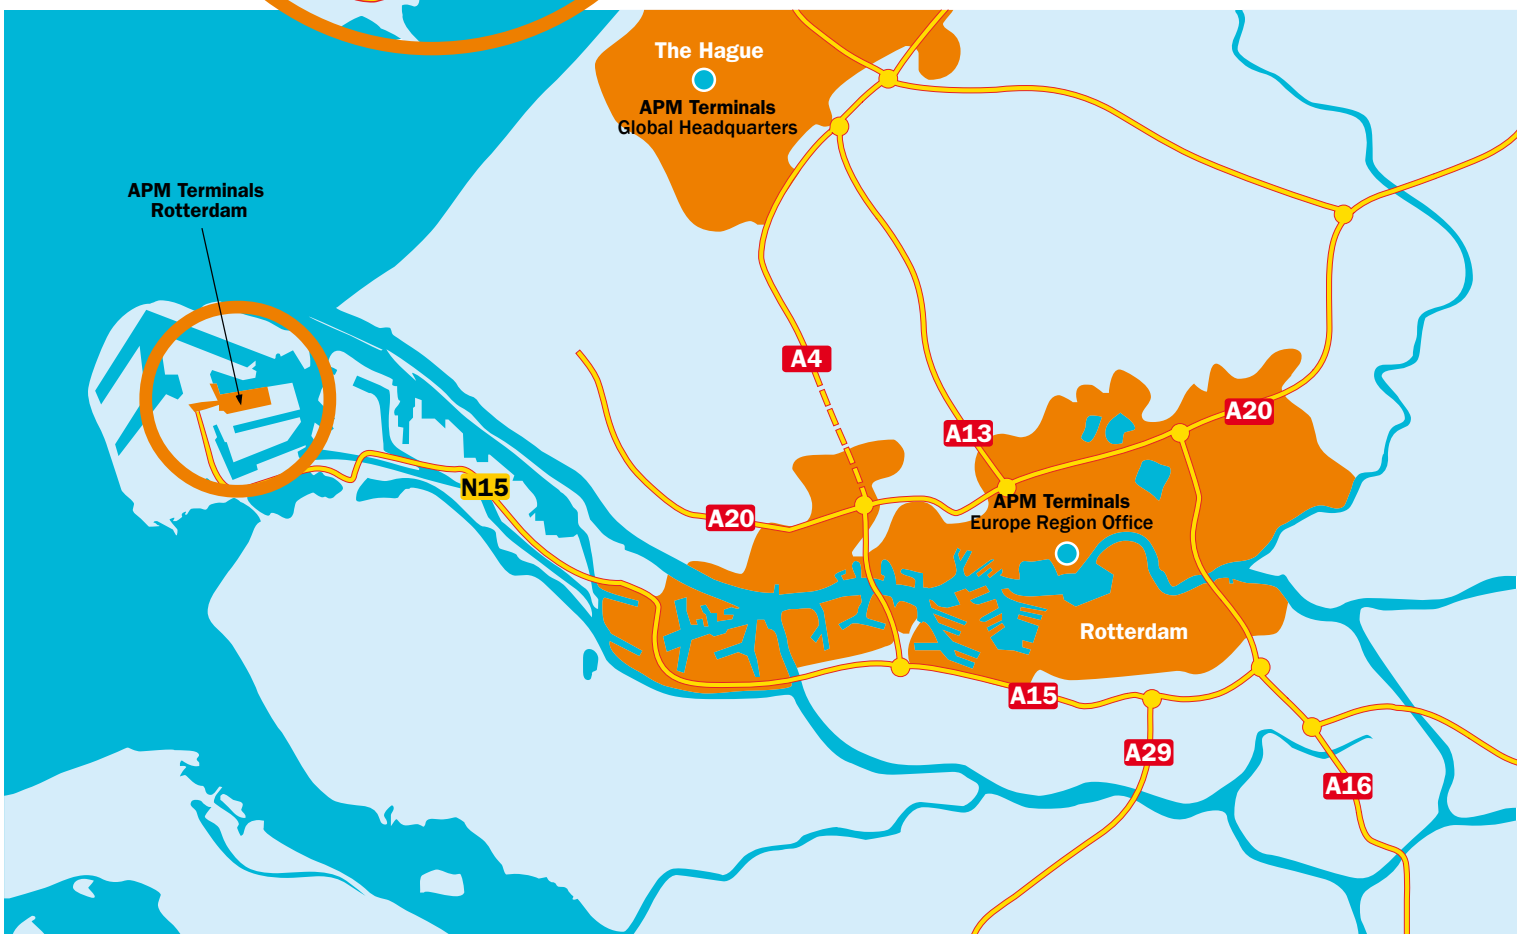 The Hague
APM Terminals
Global Headquarters
APM Terminals
Rotterdam
A4
A13
A20
N15
A20
APM Terminals
Europe Region Office
Rotterdam
A15
A29
A16